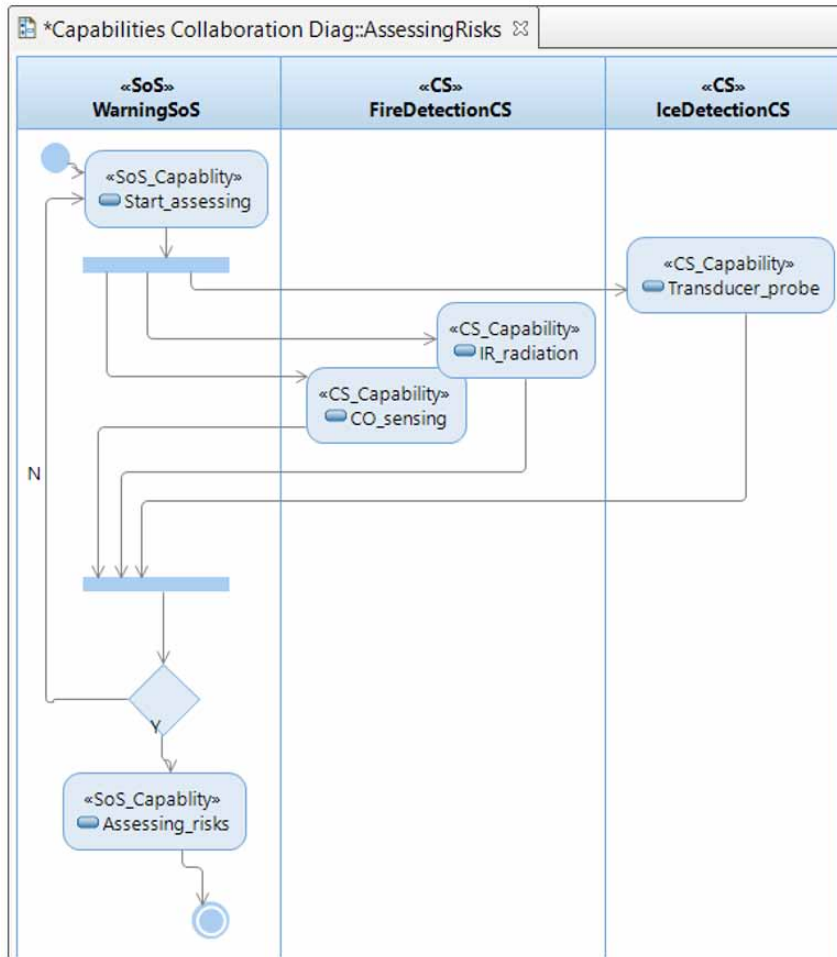 *Capabilities Collaboration Diag::AssessingRisks
«SoS»
WarningSoS
«CS»
FireDetectionCS
«CS»
IceDetectionCS
«SoS_Capablity»
Start_assessing
«CS_Capability»
Transducer_probe
«CS_Capability»
IR_radiation
«CS_Capability»
CO_sensing
N
Y
«SoS_Capablity»
Assessing_risks